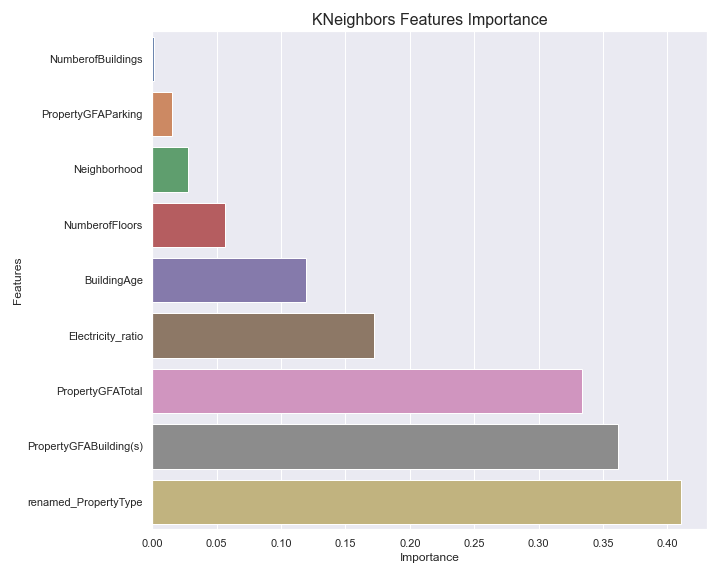 KNeighbors Features Importance
NumberofBuildings
PropertyGFAParking
Neighborhood
NumberofFloors
BuildingAge
Electricity_ratio
PropertyGFATotal
PropertyGFABuilding(s)
renamed_PropertyType
Features
0.00 0.05 0.10 0.15 0.20 0.25 0.30 0.35 0.40
Importance